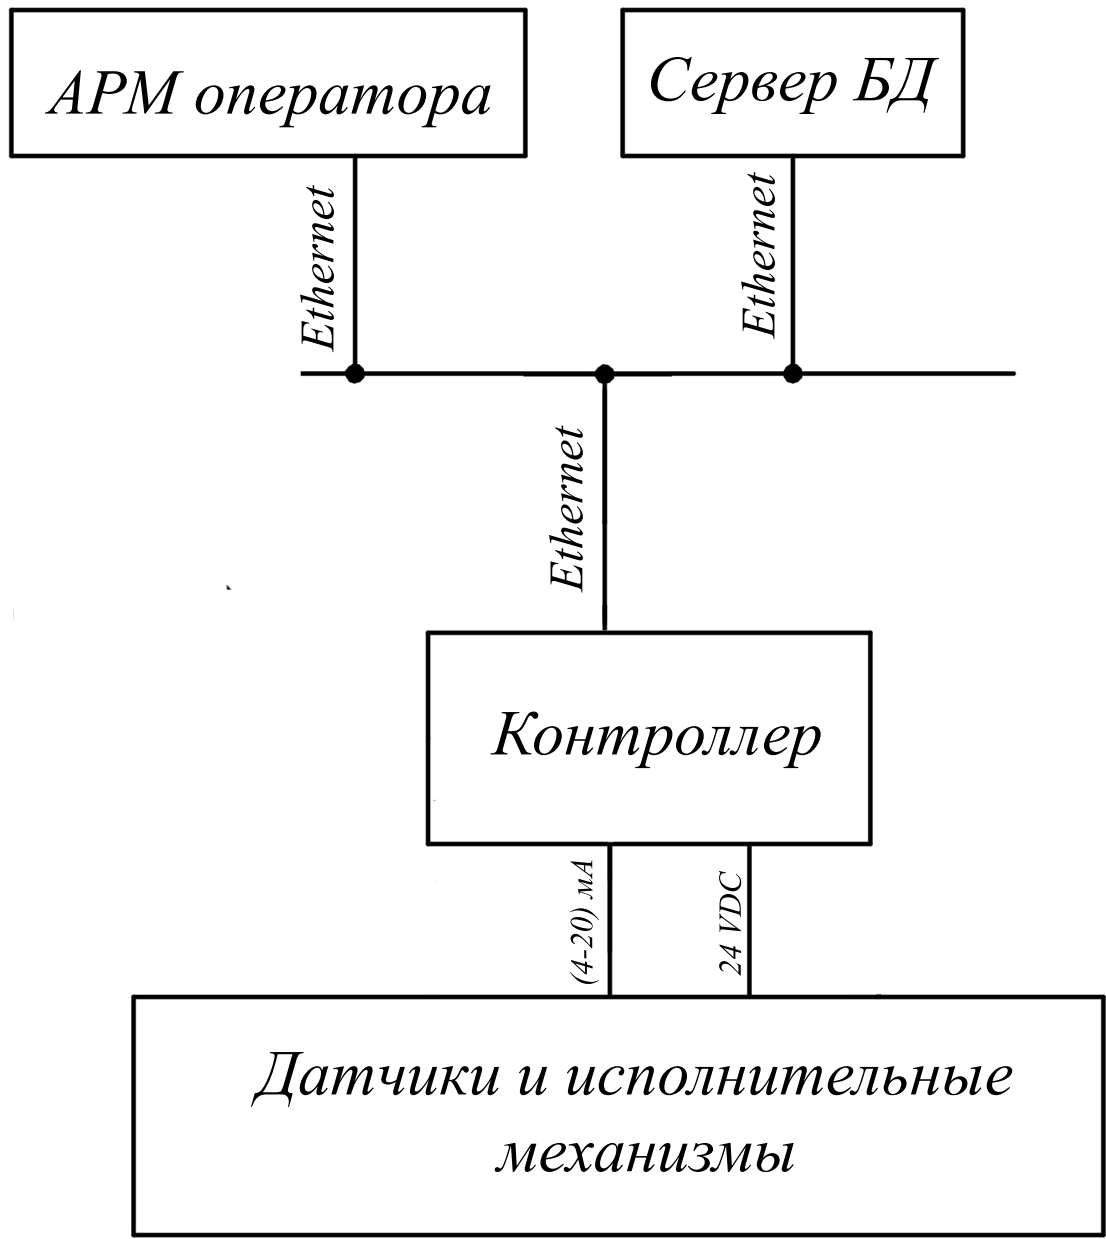 АРМ оператора
Сервер БД
Ethernet
Ethernet
Ethernet
Контроллер
(4-20) мА
24 VDC
Датчики и исполнительные
механизмы